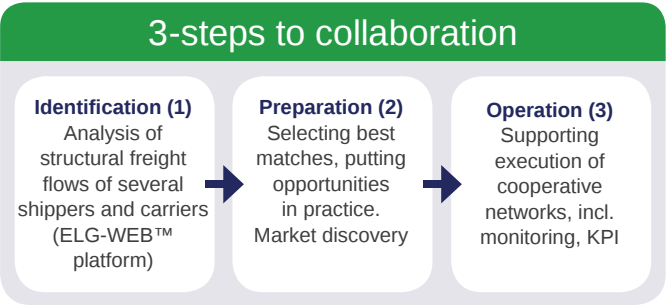 3-steps to collaboration
Identification (1)
Analysis of
structural freight
flows of several
shippers and carriers
(ELG-WEB™
platform)
Preparation (2)
Selecting best
matches, putting
opportunities
in practice.
Market discovery
Operation (3)
Supporting
execution of
cooperative
networks, incl.
monitoring, KPI